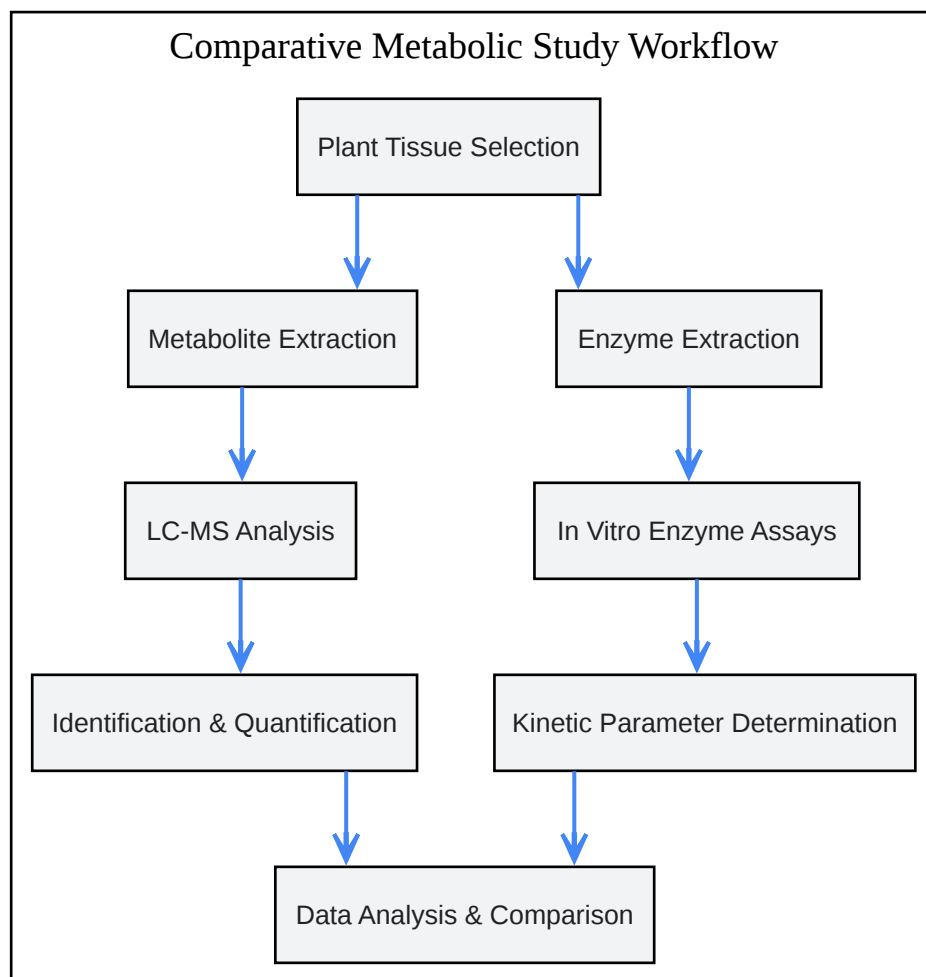 Comparative Metabolic Study Workflow
Plant Tissue Selection
Metabolite Extraction
Enzyme Extraction
LC-MS Analysis
In Vitro Enzyme Assays
Identification & Quantification
Kinetic Parameter Determination
Data Analysis & Comparison